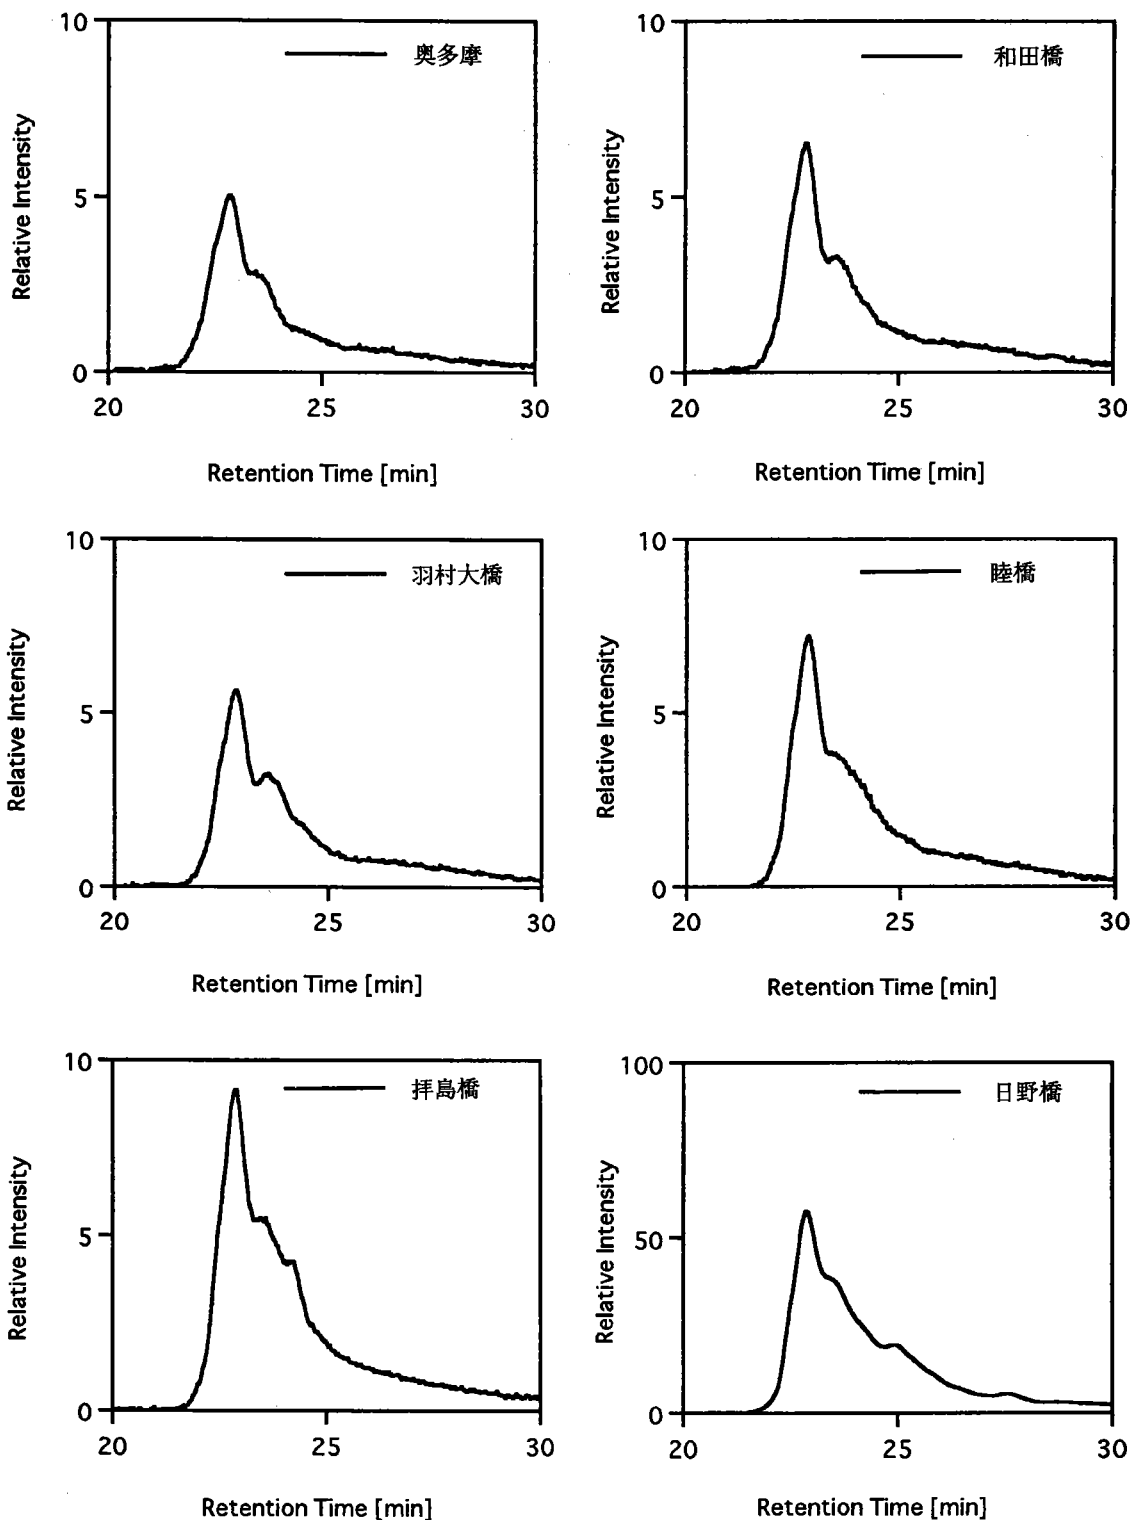 10
奥多摩
5
0
20
25
30
Relative Intensity
Retention Time [min]
10
和田橋
5
0
20
25
30
Relative Intensity
Retention Time [min]
10
羽村大橋
5
0
20
25
30
Relative Intensity
Retention Time [min]
10
睦橋
5
0
20
25
30
Relative Intensity
Retention Time [min]
10
拝島橋
5
0
20
25
30
Relative Intensity
Retention Time [min]
100
日野橋
50
0
20
25
30
Relative Intensity
Retention Time [min]